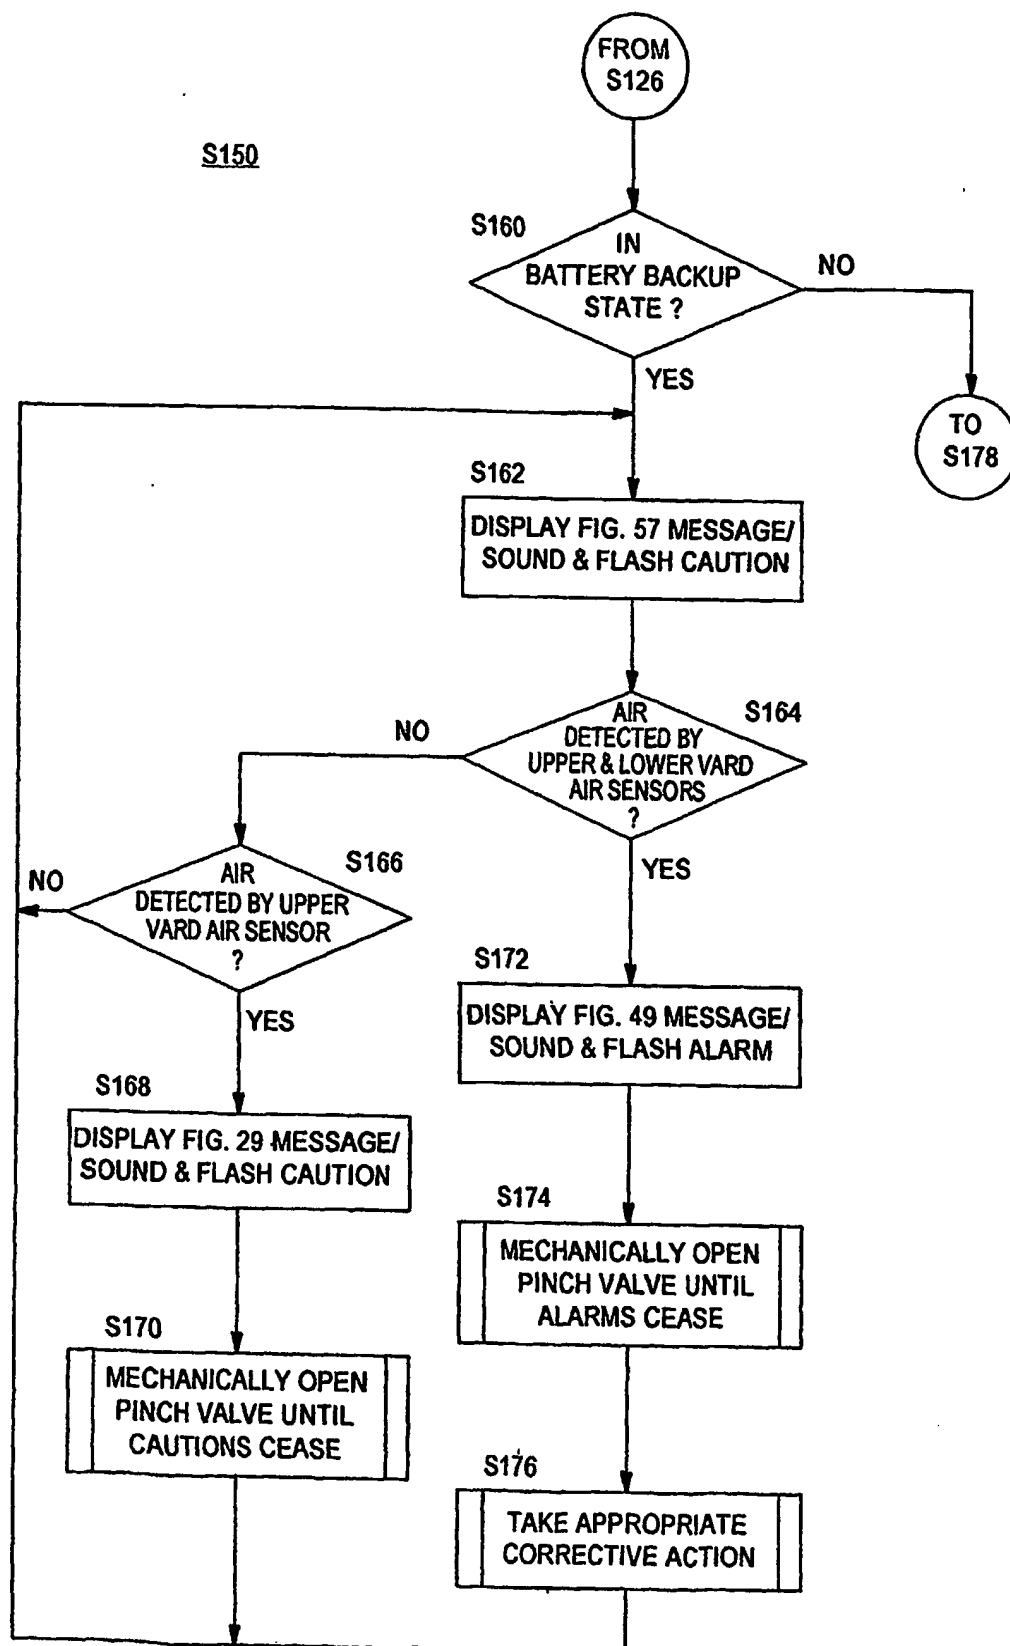 FROM
S126
S150
S160
IN
BATTERY BACKUP
STATE ?
NO
YES
TO
S178
S162
DISPLAY FIG. 57 MESSAGE/
SOUND & FLASH CAUTION
S164
AIR
DETECTED BY
UPPER & LOWER VARD
AIR SENSORS
?
NO
YES
S166
AIR
DETECTED BY UPPER
VARD AIR SENSOR
?
NO
YES
S172
DISPLAY FIG. 49 MESSAGE/
SOUND & FLASH ALARM
S168
DISPLAY FIG. 29 MESSAGE/
SOUND & FLASH CAUTION
S174
MECHANICALLY OPEN
PINCH VALVE UNTIL
ALARMS CEASE
S170
MECHANICALLY OPEN
PINCH VALVE UNTIL
CAUTIONS CEASE
S176
TAKE APPROPRIATE
CORRECTIVE ACTION